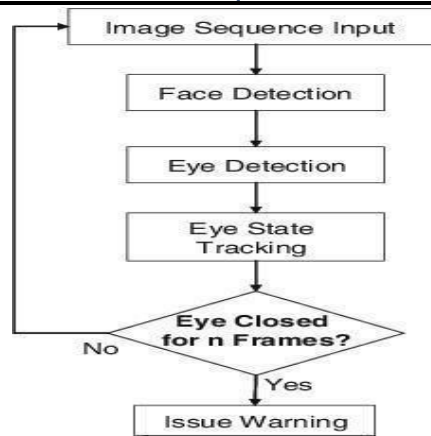 Image Sequence Input
Face Detection
Eye Detection
Eye State
Tracking
Eye Closed
for n Frames?
No
Yes
Issue Warning